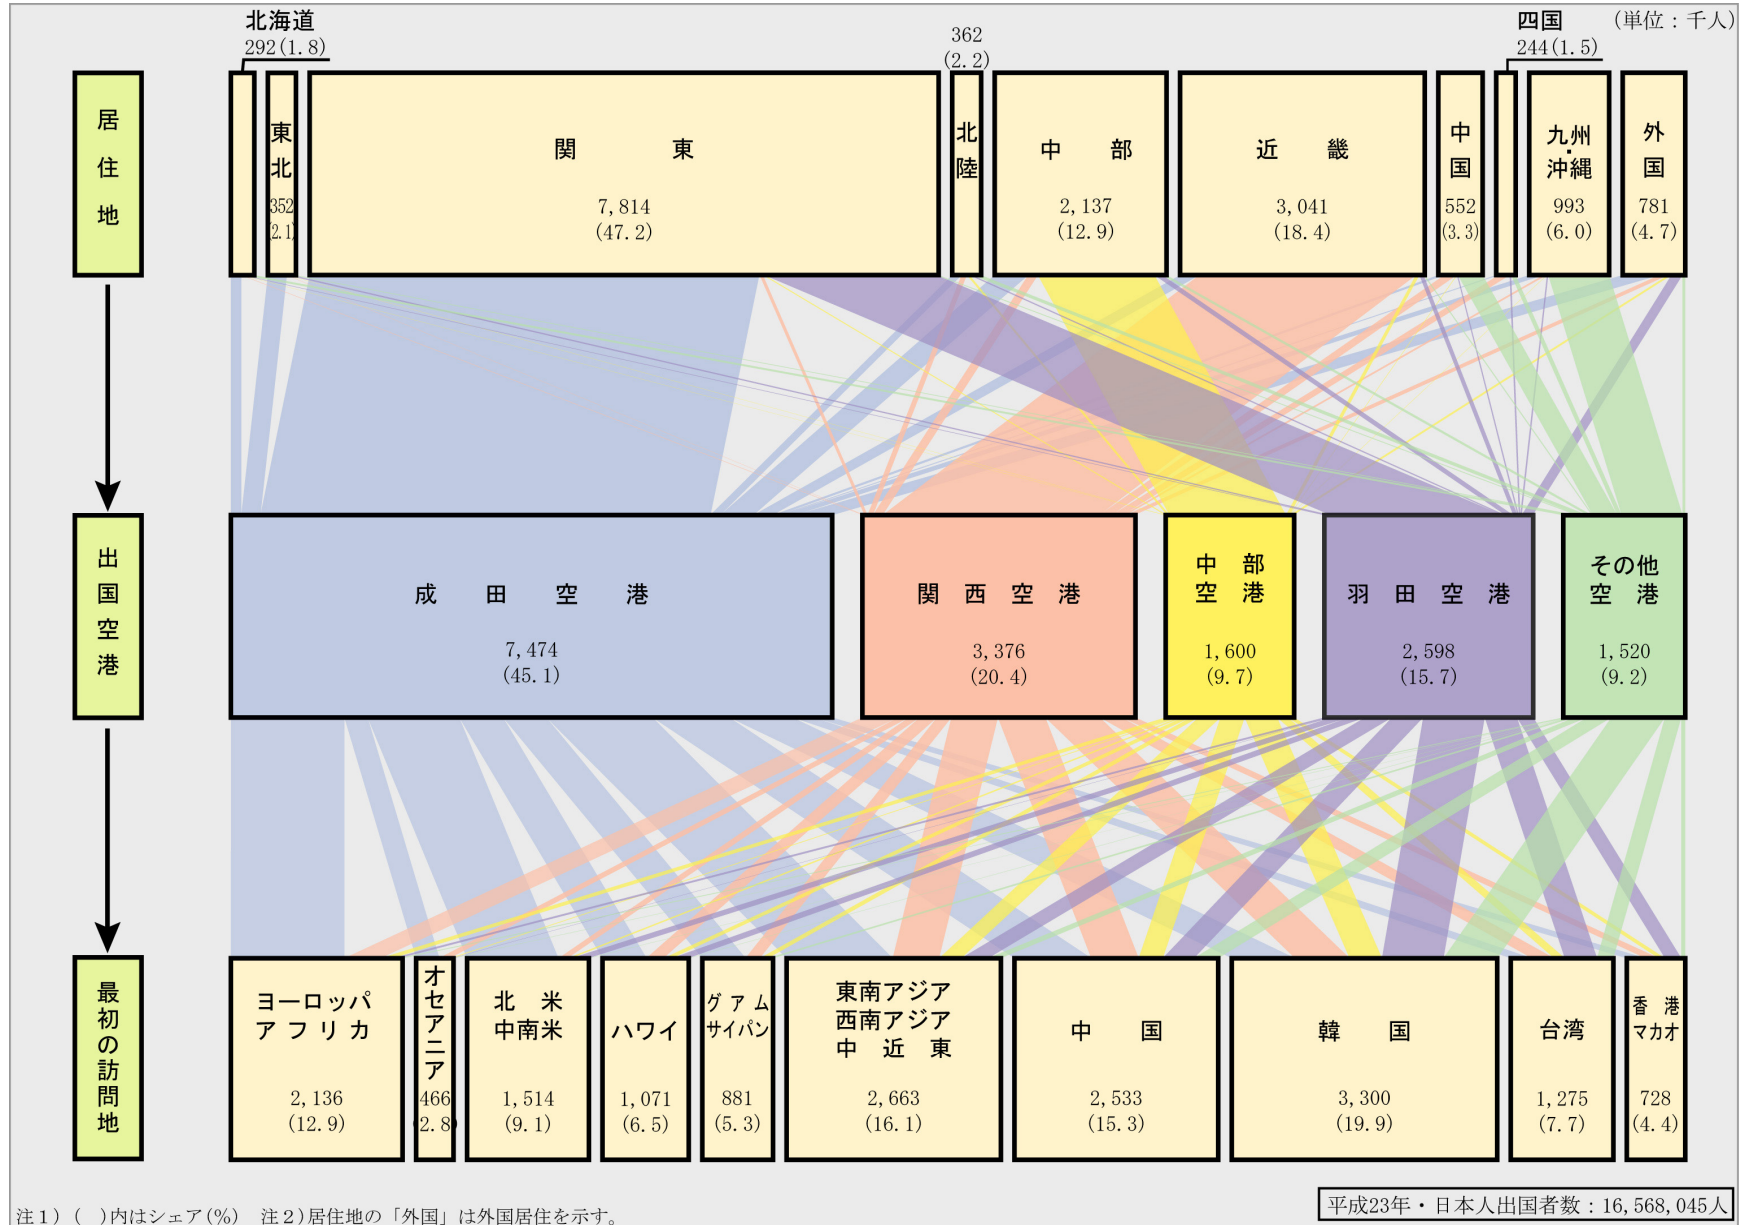 北海道
292(1.8)
362
(2.2)
四国
244(1.5)
(単位：千人)
居住地
東北
352
(2.1)
関東
7,814
(47.2)
北陸
中部
2,137
(12.9)
近畿
3,041
(18.4)
中国
552
(3.3)
九州・沖縄
993
(6.0)
外国
781
(4.7)
出国空港
成田空港
7,474
(45.1)
関西空港
3,376
(20.4)
中部
空港
1,600
(9.7)
羽田空港
2,598
(15.7)
その他
空港
1,520
(9.2)
最初の訪問地
ヨーロッパ
アフリカ
2,136
(12.9)
オセアニア
466
(2.8)
北米
中南米
1,514
(9.1)
ハワイ
1,071
(6.5)
グアム
サイパン
881
(5.3)
東南アジア
西南アジア
中近東
2,663
(16.1)
中国
2,533
(15.3)
韓国
3,300
(19.9)
台湾
1,275
(7.7)
香港
マカオ
728
(4.4)
平成23年・日本人出国者数：16,568,045人
注１）（　）内はシェア(％)　注２）居住地の「外国」は外国居住を示す。